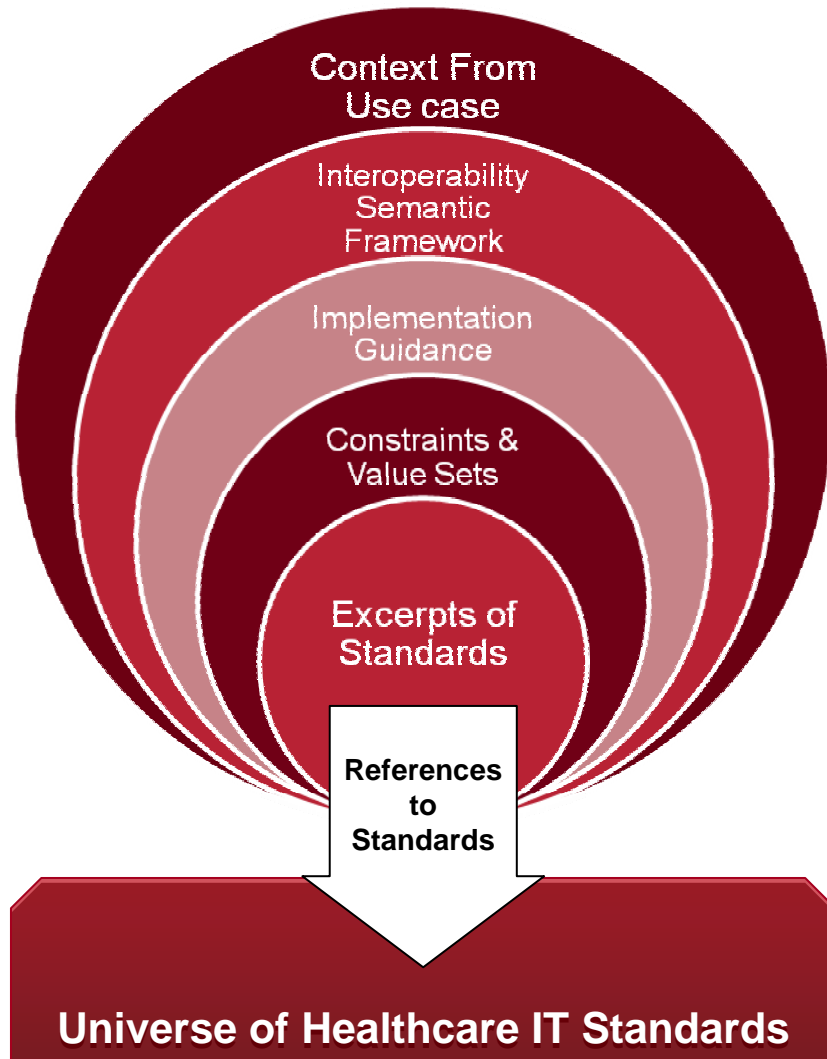 Context From
Use case
Interoperability
Semantic
Framework
Implementation
Guidance
Constraints &
Value Sets
Excerpts of
Standards
References
to
Standards
Universe of Healthcare IT Standards